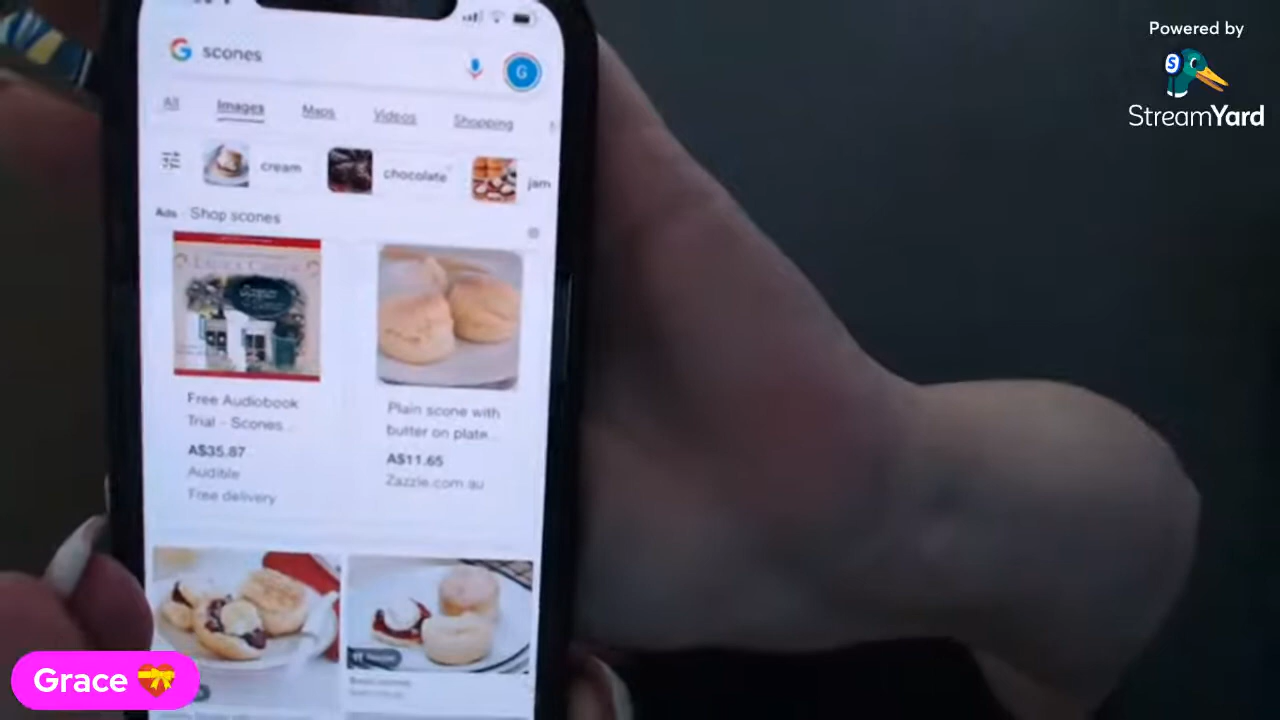 Powered by
StreamYard
scones
G
All
Images
Maps
Videos
Shopping
cream
chocolate
jam
Ads
Shop scones
Free Audiobook
Trial - Scones...
A$35.87
Audible
Free delivery
Plain scone with
butter on plate...
A$11.65
Zazzle.com.au
Grace